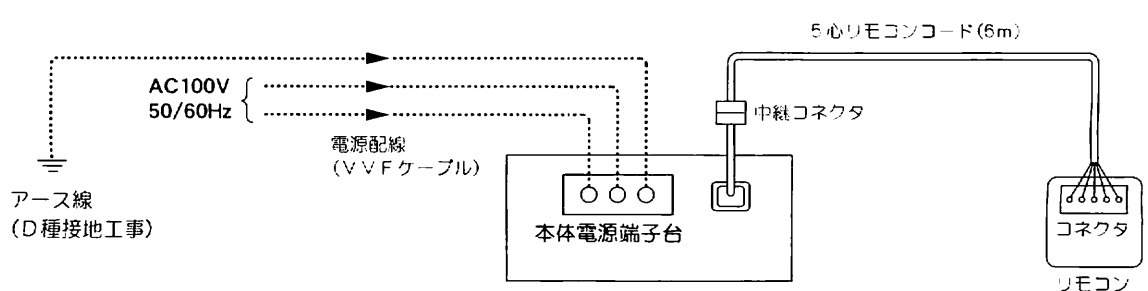 5心リモコンコード(6m)
AC100V
50/60Hz
中継コネクタ
電源配線
(VVFケーブル)
アース線
(D種接地工事)
本体電源端子台
コネクタ
リモコン